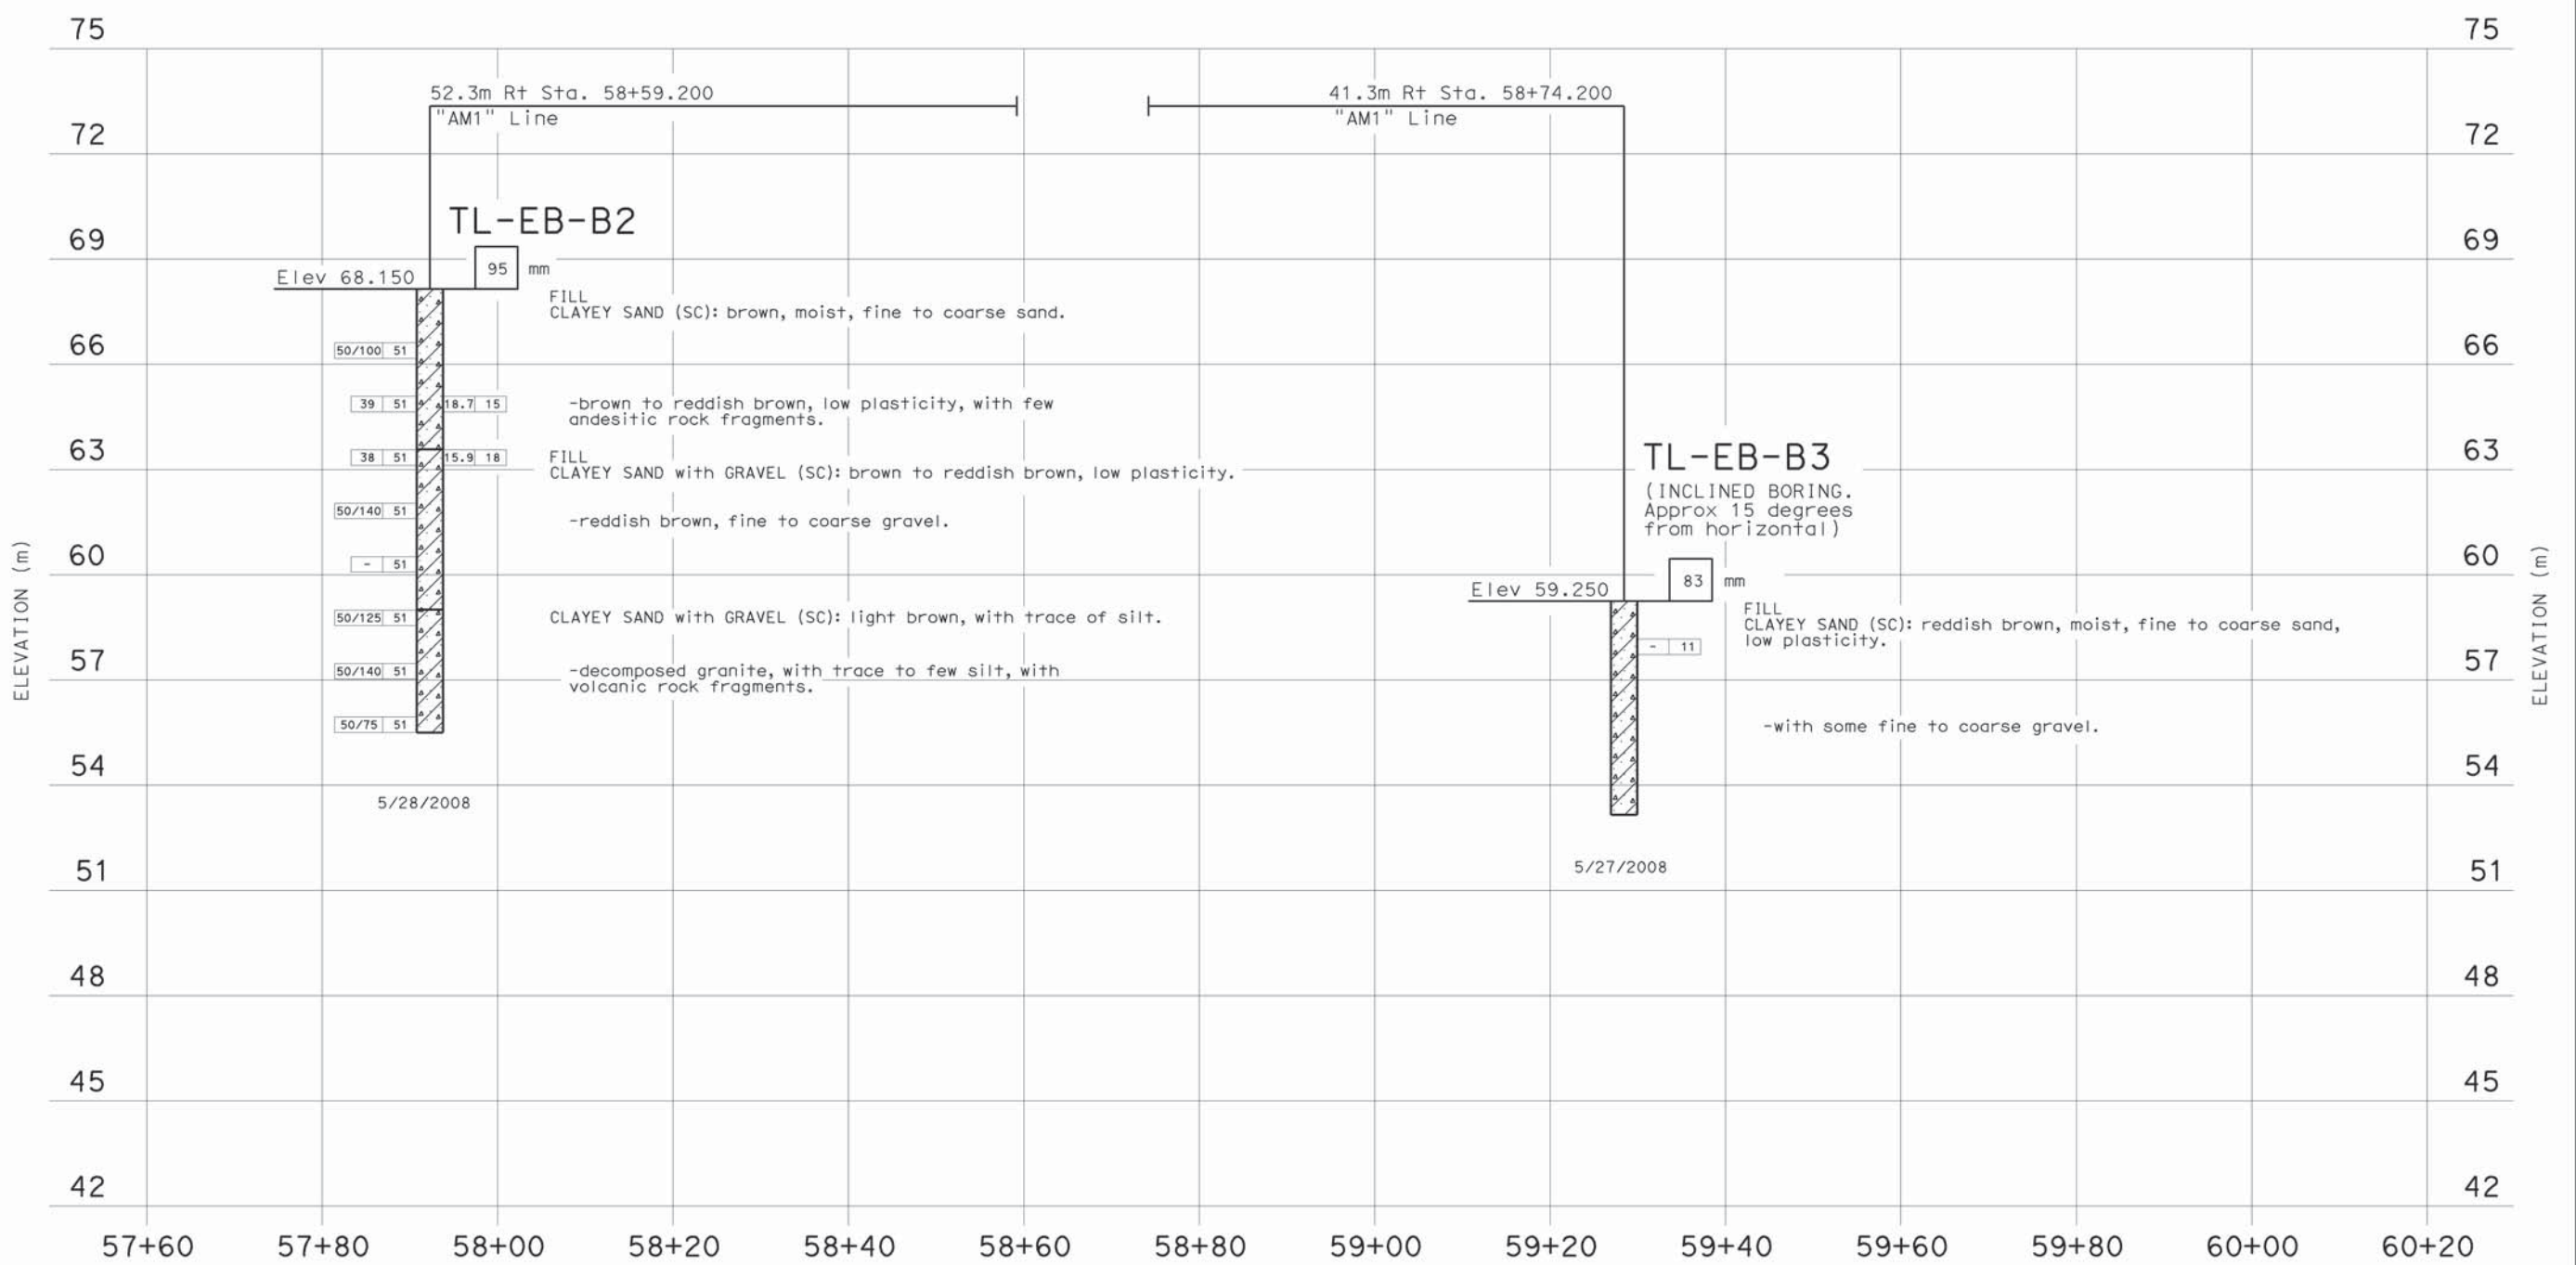 75 75
52.3m Rt Sta. 58+59.200
"AM1" Line
41.3m Rt Sta. 58+74.200
"AM1" Line
72 72
TL-EB-B2
69 69
95 mm
Elev 68.150
FILL
CLAYEY SAND (SC): brown, moist, fine to coarse sand.
66 66
50/100 51
39 51 18.7 15
-brown to reddish brown, low plasticity, with few
andesitic rock fragments.
63 63
38 51 15.9 18
FILL
CLAYEY SAND with GRAVEL (SC): brown to reddish brown, low plasticity.
50/140 51
-reddish brown, fine to coarse gravel.
60 60
- 51
50/125 51
CLAYEY SAND with GRAVEL (SC): light brown, with trace of silt.
57 57
50/140 51
-decomposed granite, with trace to few silt, with
volcanic rock fragments.
50/75 51
5/28/2008
TL-EB-B3
(INCLINED BORING.
Approx 15 degrees
from horizontal)
83 mm
Elev 59.250
FILL
CLAYEY SAND (SC): reddish brown, moist, fine to coarse sand,
low plasticity.
- 11
-with some fine to coarse gravel.
5/27/2008
54 54
51 51
48 48
45 45
42 42
ELEVATION (m)
ELEVATION (m)
57+60 57+80 58+00 58+20 58+40 58+60 58+80 59+00 59+20 59+40 59+60 59+80 60+00 60+20